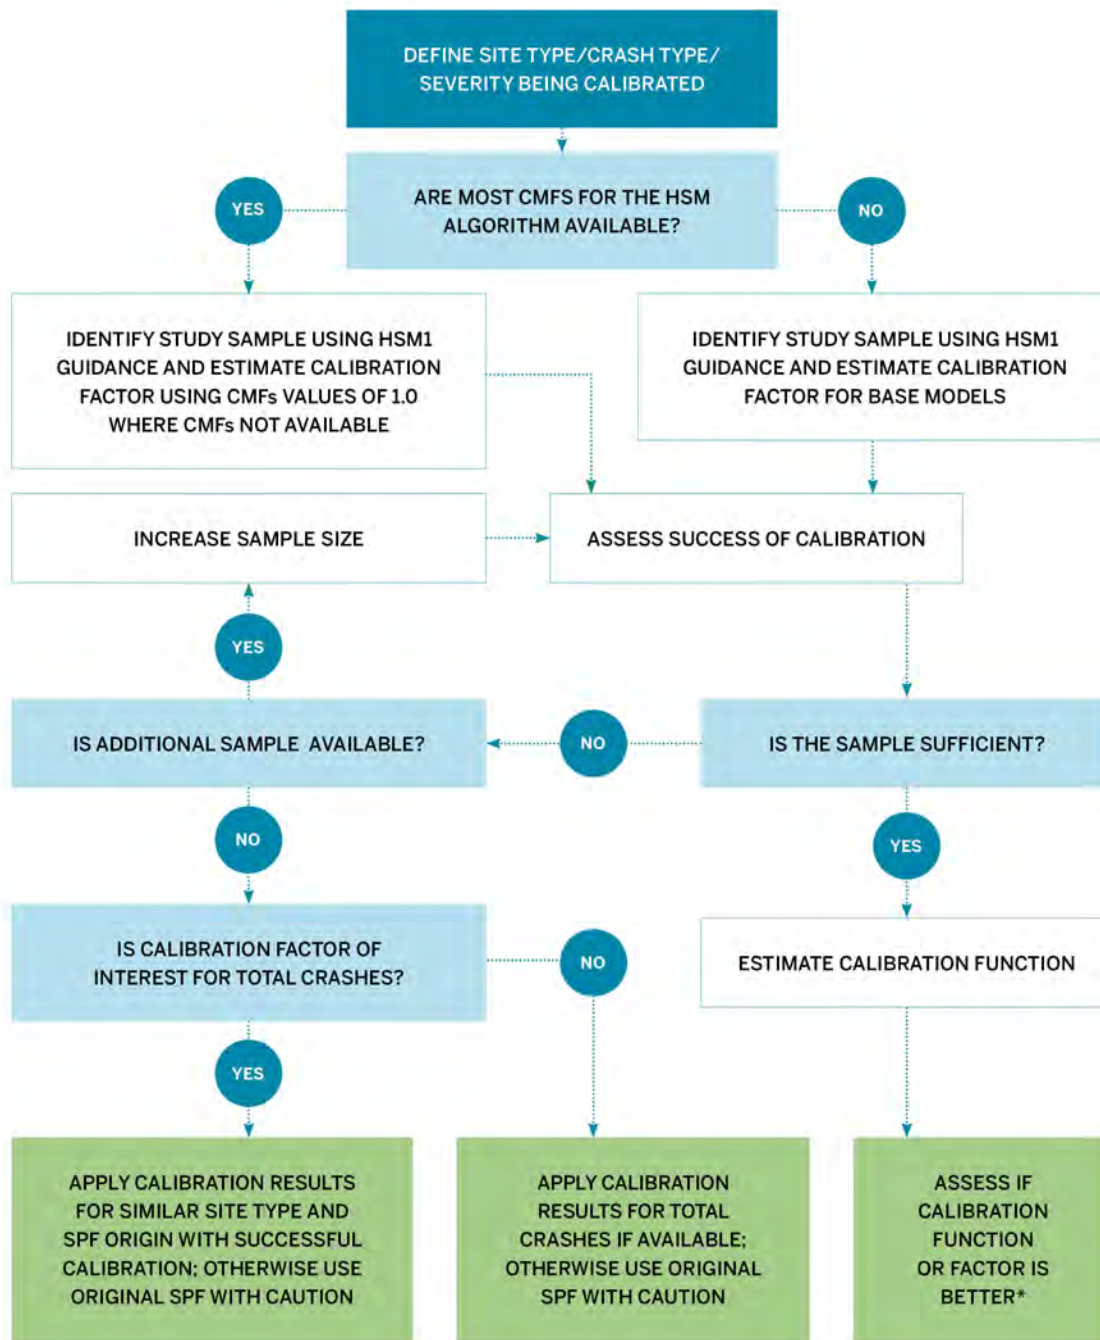 DEFINE SITE TYPE/CRASH TYPE/
SEVERITY BEING CALIBRATED
ARE MOST CMFS FOR THE HSM
ALGORITHM AVAILABLE?
YES
NO
IDENTIFY STUDY SAMPLE USING HSM1
GUIDANCE AND ESTIMATE CALIBRATION
FACTOR USING CMFs VALUES OF 1.0
WHERE CMFs NOT AVAILABLE
IDENTIFY STUDY SAMPLE USING HSM1
GUIDANCE AND ESTIMATE CALIBRATION
FACTOR FOR BASE MODELS
INCREASE SAMPLE SIZE
ASSESS SUCCESS OF CALIBRATION
YES
IS ADDITIONAL SAMPLE AVAILABLE?
NO
IS THE SAMPLE SUFFICIENT?
NO
YES
IS CALIBRATION FACTOR OF
INTEREST FOR TOTAL CRASHES?
NO
ESTIMATE CALIBRATION FUNCTION
YES
APPLY CALIBRATION RESULTS
FOR SIMILAR SITE TYPE AND
SPF ORIGIN WITH SUCCESSFUL
CALIBRATION; OTHERWISE USE
ORIGINAL SPF WITH CAUTION
APPLY CALIBRATION
RESULTS FOR TOTAL
CRASHES IF AVAILABLE;
OTHERWISE USE ORIGINAL
SPF WITH CAUTION
ASSESS IF
CALIBRATION
FUNCTION
OR FACTOR IS
BETTER*